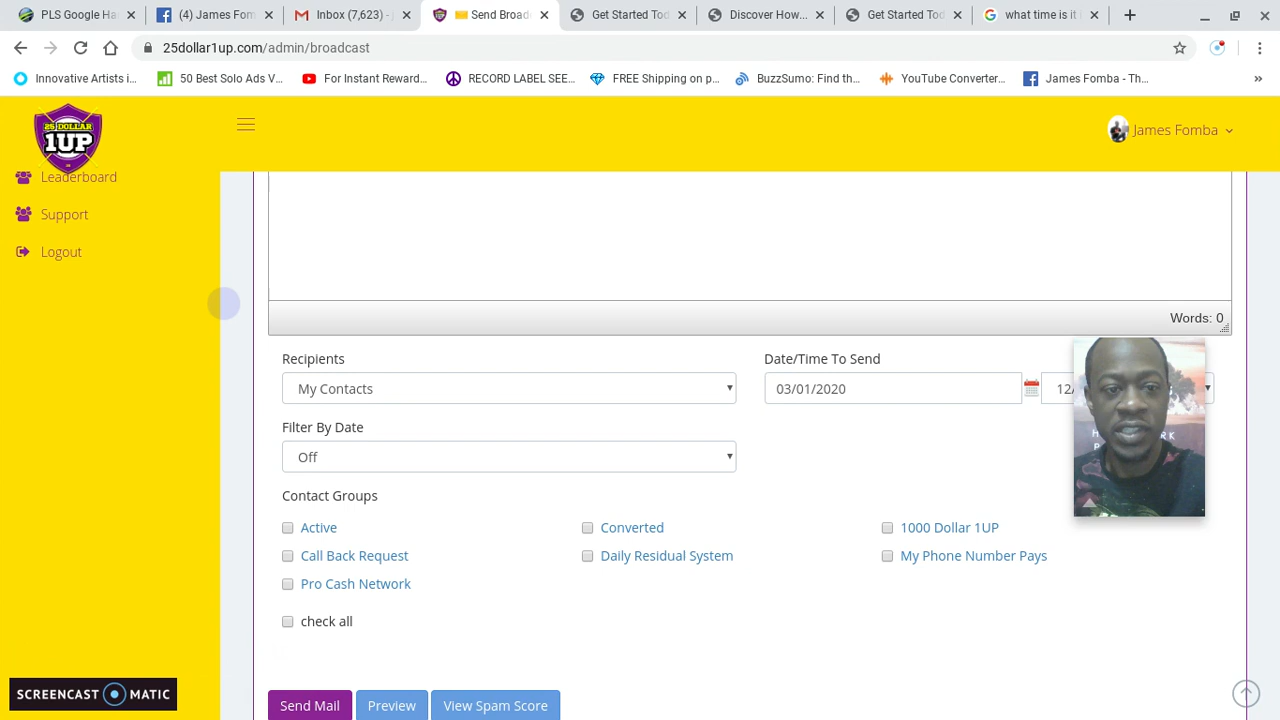 PLS Google Ha
(4) James Fom
Inbox (7,623) - j
Send Broad
Get Started Tod
Discover How...
Get Started Tod
what time is it i
25dollar1up.com/admin/broadcast
Innovative Artists i...
50 Best Solo Ads V...
For Instant Reward...
RECORD LABEL SEE...
FREE Shipping on p...
BuzzSumo: Find th...
YouTube Converter...
James Fomba - Th...
»
25 DOLLAR
1UP
James Fomba
Leaderboard
Support
Logout
Words: 0
Recipients
Date/Time To Send
My Contacts
03/01/2020
12/
Filter By Date
Off
Contact Groups
Active
Converted
1000 Dollar 1UP
Call Back Request
Daily Residual System
My Phone Number Pays
Pro Cash Network
check all
Send Mail
Preview
View Spam Score
SCREENCAST MATIC